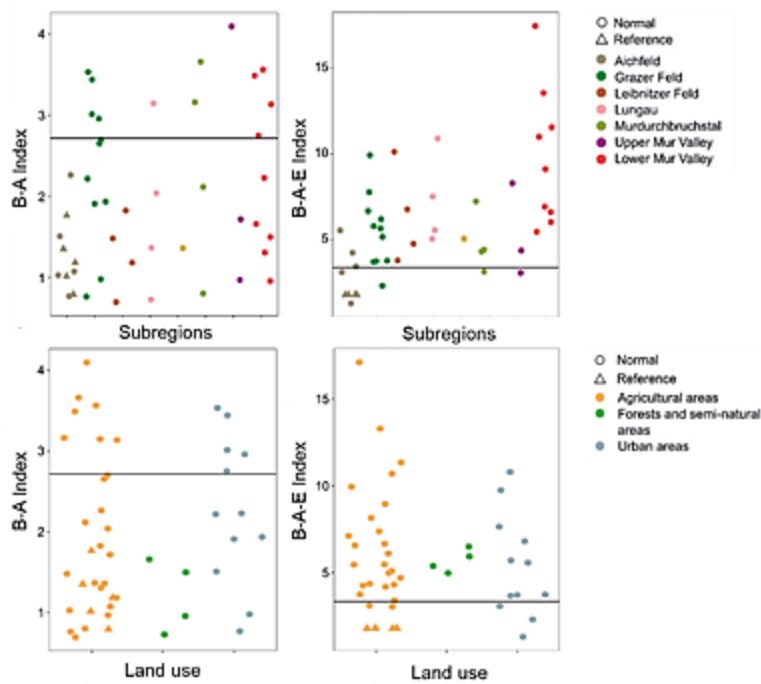 4
3
2
1
B-A Index
Subregions
15
10
5
B-A-E Index
Subregions
Normal
Reference
Aichfeld
Grazer Feld
Leibnitzer Feld
Lungau
Murdurchbruchstal
Upper Mur Valley
Lower Mur Valley
4
3
2
1
B-A Index
Land use
15
10
5
B-A-E Index
Land use
Normal
Reference
Agricultural areas
Forests and semi-natural
areas
Urban areas